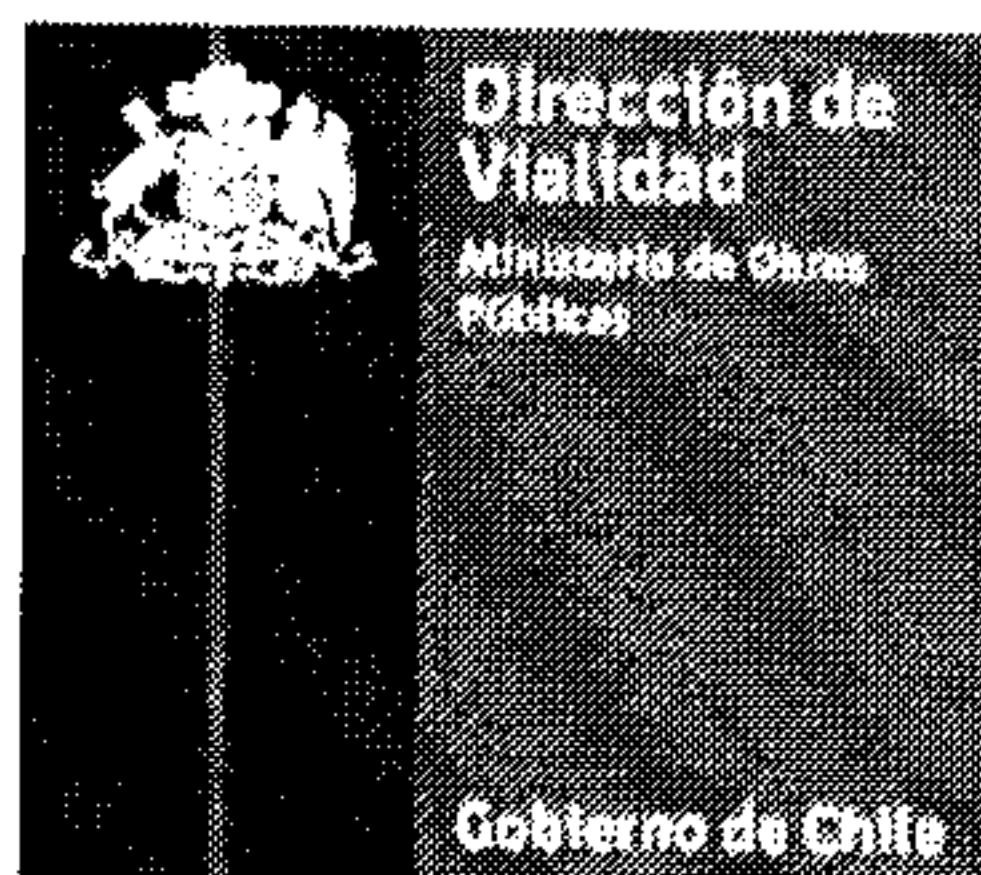 Dirección de
Vialidad
Ministerio de Obras
Públicas
Gobierno de Chile